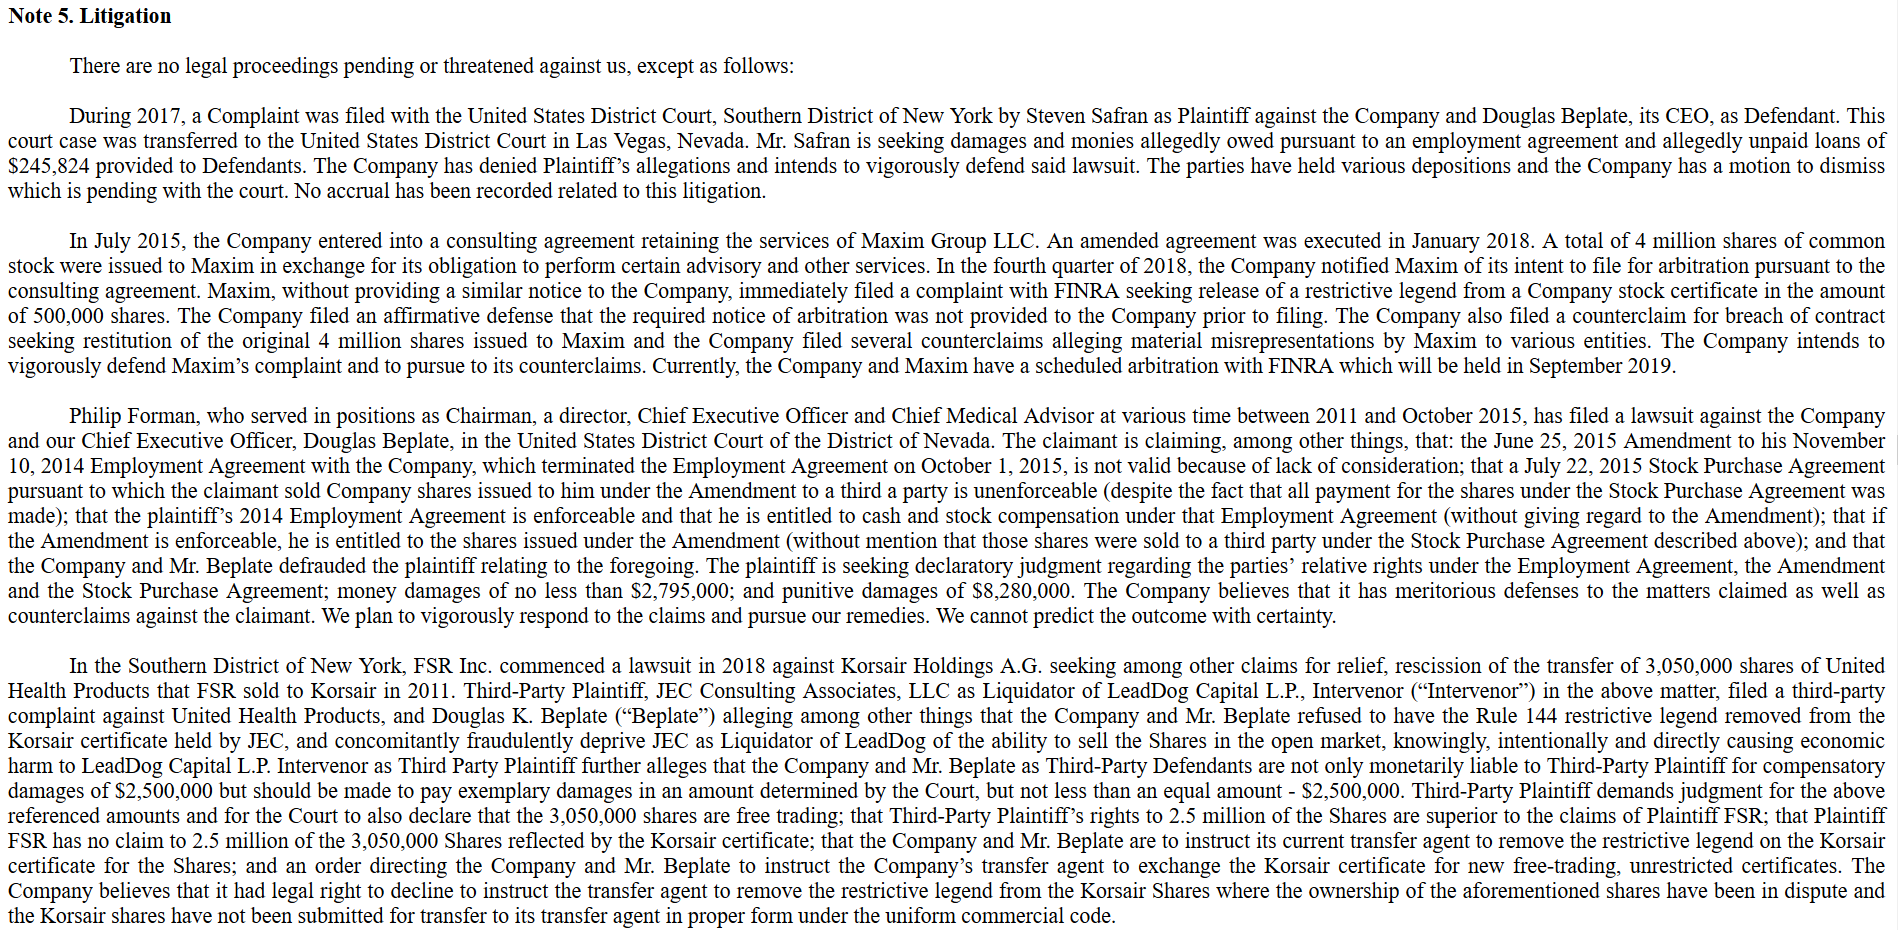 Note 5. Litigation
There are no legal proceedings pending or threatened against us, except as follows:
During 2017, a Complaint was filed with the United States District Court, Southern District of New York by Steven Safran as Plaintiff against the Company and Douglas Beplate, its CEO, as Defendant. This
court case was transferred to the United States District Court in Las Vegas, Nevada. Mr. Safran is seeking damages and monies allegedly owed pursuant to an employment agreement and allegedly unpaid loans of
$245,824 provided to Defendants. The Company has denied Plaintiff’s allegations and intends to vigorously defend said lawsuit. The parties have held various depositions and the Company has a motion to dismiss
which is pending with the court. No accrual has been recorded related to this litigation.
In July 2015, the Company entered into a consulting agreement retaining the services of Maxim Group LLC. An amended agreement was executed in January 2018. A total of 4 million shares of common
stock were issued to Maxim in exchange for its obligation to perform certain advisory and other services. In the fourth quarter of 2018, the Company notified Maxim of its intent to file for arbitration pursuant to the
consulting agreement. Maxim, without providing a similar notice to the Company, immediately filed a complaint with FINRA seeking release of a restrictive legend from a Company stock certificate in the amount
of 500,000 shares. The Company filed an affirmative defense that the required notice of arbitration was not provided to the Company prior to filing. The Company also filed a counterclaim for breach of contract
seeking restitution of the original 4 million shares issued to Maxim and the Company filed several counterclaims alleging material misrepresentations by Maxim to various entities. The Company intends to
vigorously defend Maxim’s complaint and to pursue to its counterclaims. Currently, the Company and Maxim have a scheduled arbitration with FINRA which will be held in September 2019.
Philip Forman, who served in positions as Chairman, a director, Chief Executive Officer and Chief Medical Advisor at various time between 2011 and October 2015, has filed a lawsuit against the Company
and our Chief Executive Officer, Douglas Beplate, in the United States District Court of the District of Nevada. The claimant is claiming, among other things, that: the June 25, 2015 Amendment to his November
10, 2014 Employment Agreement with the Company, which terminated the Employment Agreement on October 1, 2015, is not valid because of lack of consideration; that a July 22, 2015 Stock Purchase Agreement
pursuant to which the claimant sold Company shares issued to him under the Amendment to a third a party is unenforceable (despite the fact that all payment for the shares under the Stock Purchase Agreement was
made); that the plaintiff’s 2014 Employment Agreement is enforceable and that he is entitled to cash and stock compensation under that Employment Agreement (without giving regard to the Amendment); that if
the Amendment is enforceable, he is entitled to the shares issued under the Amendment (without mention that those shares were sold to a third party under the Stock Purchase Agreement described above); and that
the Company and Mr. Beplate defrauded the plaintiff relating to the foregoing. The plaintiff is seeking declaratory judgment regarding the parties’ relative rights under the Employment Agreement, the Amendment
and the Stock Purchase Agreement; money damages of no less than $2,795,000; and punitive damages of $8,280,000. The Company believes that it has meritorious defenses to the matters claimed as well as
counterclaims against the claimant. We plan to vigorously respond to the claims and pursue our remedies. We cannot predict the outcome with certainty.
In the Southern District of New York, FSR Inc. commenced a lawsuit in 2018 against Korsair Holdings A.G. seeking among other claims for relief, rescission of the transfer of 3,050,000 shares of United
Health Products that FSR sold to Korsair in 2011. Third-Party Plaintiff, JEC Consulting Associates, LLC as Liquidator of LeadDog Capital L.P., Intervenor (“Intervenor”) in the above matter, filed a third-party
complaint against United Health Products, and Douglas K. Beplate (“Beplate”) alleging among other things that the Company and Mr. Beplate refused to have the Rule 144 restrictive legend removed from the
Korsair certificate held by JEC, and concomitantly fraudulently deprive JEC as Liquidator of LeadDog of the ability to sell the Shares in the open market, knowingly, intentionally and directly causing economic
harm to LeadDog Capital L.P. Intervenor as Third Party Plaintiff further alleges that the Company and Mr. Beplate as Third-Party Defendants are not only monetarily liable to Third-Party Plaintiff for compensatory
damages of $2,500,000 but should be made to pay exemplary damages in an amount determined by the Court, but not less than an equal amount - $2,500,000. Third-Party Plaintiff demands judgment for the above
referenced amounts and for the Court to also declare that the 3,050,000 shares are free trading; that Third-Party Plaintiff’s rights to 2.5 million of the Shares are superior to the claims of Plaintiff FSR; that Plaintiff
FSR has no claim to 2.5 million of the 3,050,000 Shares reflected by the Korsair certificate; that the Company and Mr. Beplate are to instruct its current transfer agent to remove the restrictive legend on the Korsair
certificate for the Shares; and an order directing the Company and Mr. Beplate to instruct the Company’s transfer agent to exchange the Korsair certificate for new free-trading, unrestricted certificates. The
Company believes that it had legal right to decline to instruct the transfer agent to remove the restrictive legend from the Korsair Shares where the ownership of the aforementioned shares have been in dispute and
the Korsair shares have not been submitted for transfer to its transfer agent in proper form under the uniform commercial code.